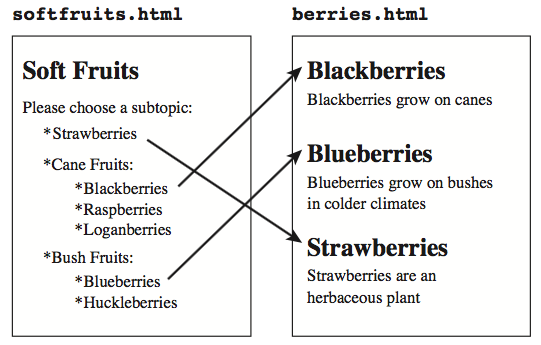 softfruits.html
Soft Fruits
Please choose a subtopic:
*Strawberries
*Cane Fruits:
*Blackberries
*Raspberries
*Loganberries
*Bush Fruits:
*Blueberries
*Huckleberries
berries.html
Blackberries
Blackberries grow on canes
Blueberries
Blueberries grow on bushes
in colder climates
Strawberries
Strawberries are an
herbaceous plant